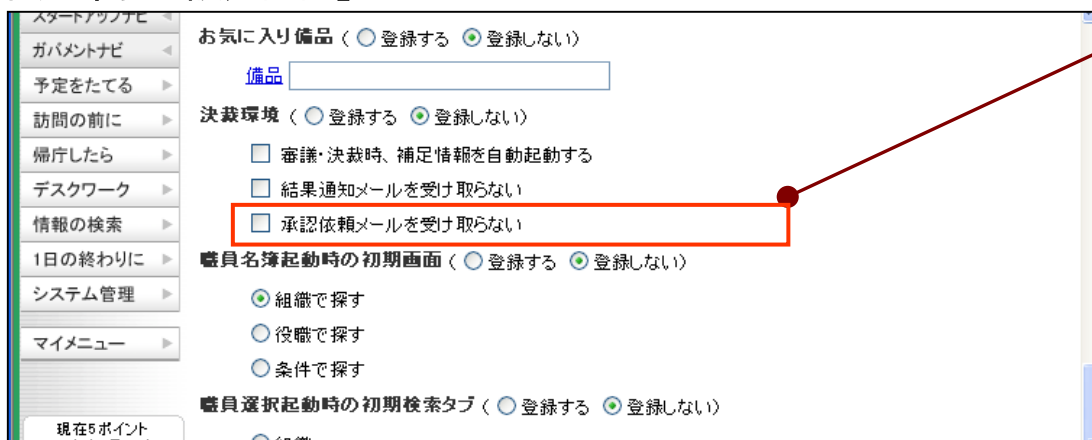 スタートアップナビ
ガバメントナビ
予定をたてる
訪問の前に
帰庁したら
デスクワーク
情報の検索
1日の終わりに
システム管理
マイメニュー
現在5ポイント
お気に入り備品（ 登録する 登録しない）
備品
決裁環境（ 登録する 登録しない）
審議・決裁時、補足情報を自動起動する
結果通知メールを受け取らない
承認依頼メールを受け取らない
職員名簿起動時の初期画面（ 登録する 登録しない）
組織で探す
役職で探す
条件で探す
職員選択起動時の初期検索タブ（ 登録する 登録しない）